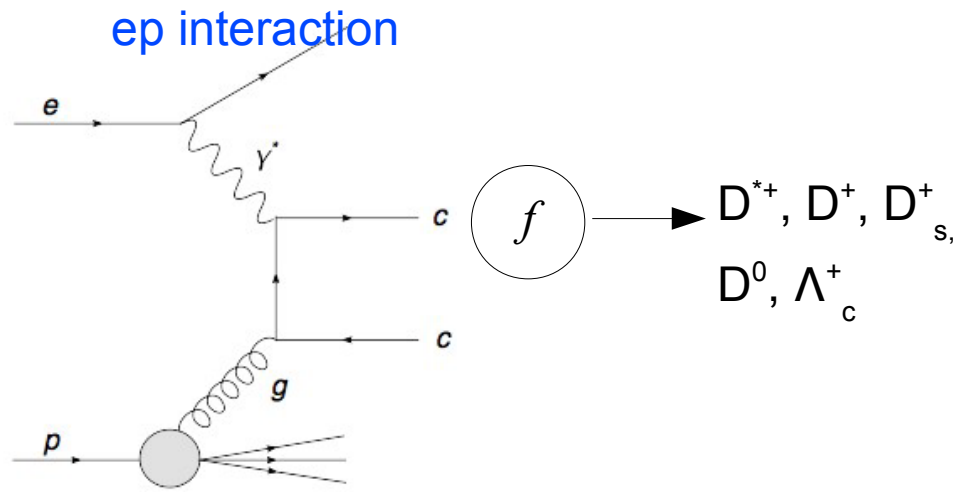 ep interaction
e
γ*
c
f
D*+, D+, D+s,
D0, Λ+c
c
g
p